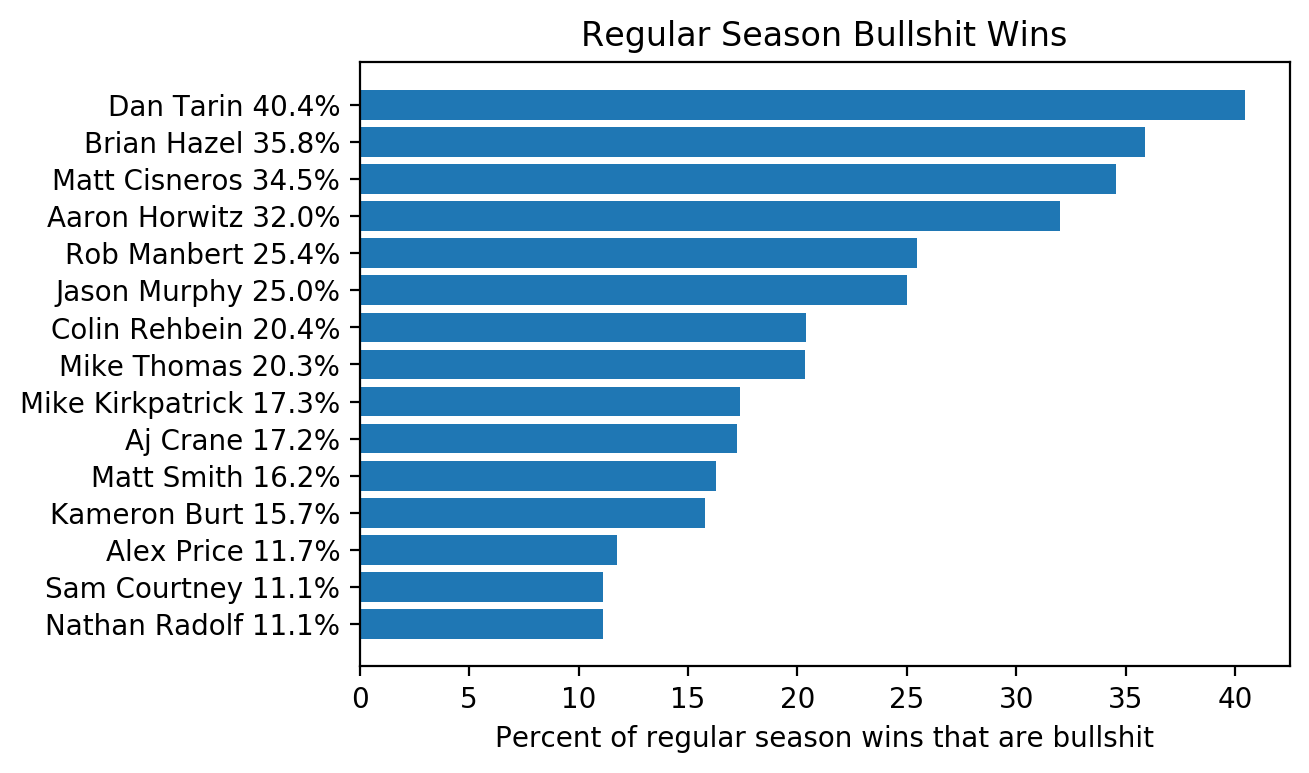 Regular Season Bullshit Wins
Dan Tarin 40.4%
Brian Hazel 35.8%
Matt Cisneros 34.5%
Aaron Horwitz 32.0%
Rob Manbert 25.4%
Jason Murphy 25.0%
Colin Rehbein 20.4%
Mike Thomas 20.3%
Mike Kirkpatrick 17.3%
Aj Crane 17.2%
Matt Smith 16.2%
Kameron Burt 15.7%
Alex Price 11.7%
Sam Courtney 11.1%
Nathan Radolf 11.1%
0 5 10 15 20 25 30 35 40
Percent of regular season wins that are bullshit